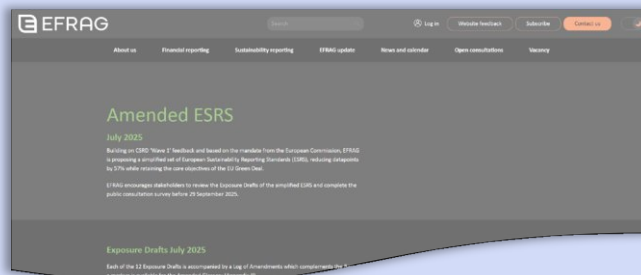 EFRAG
Search
Log in
Website feedback
Subscribe
Contact us
About us
Financial reporting
Sustainability reporting
EFRAG update
News and calendar
Open consultations
Vacancy
Amended ESRS
July 2025
Building on CSRD 'Wave 1' feedback and based on the mandate from the European Commission, EFRAG
is proposing a simplified set of European Sustainability Reporting Standards (ESRS), reducing datapoints
by 57% while retaining the core objectives of the EU Green Deal.
EFRAG encourages stakeholders to review the Exposure Drafts of the simplified ESRS and complete the
public consultation survey before 29 September 2025.
Exposure Drafts July 2025
Each of the 12 Exposure Drafts is accompanied by a Log of Amendments which complements the